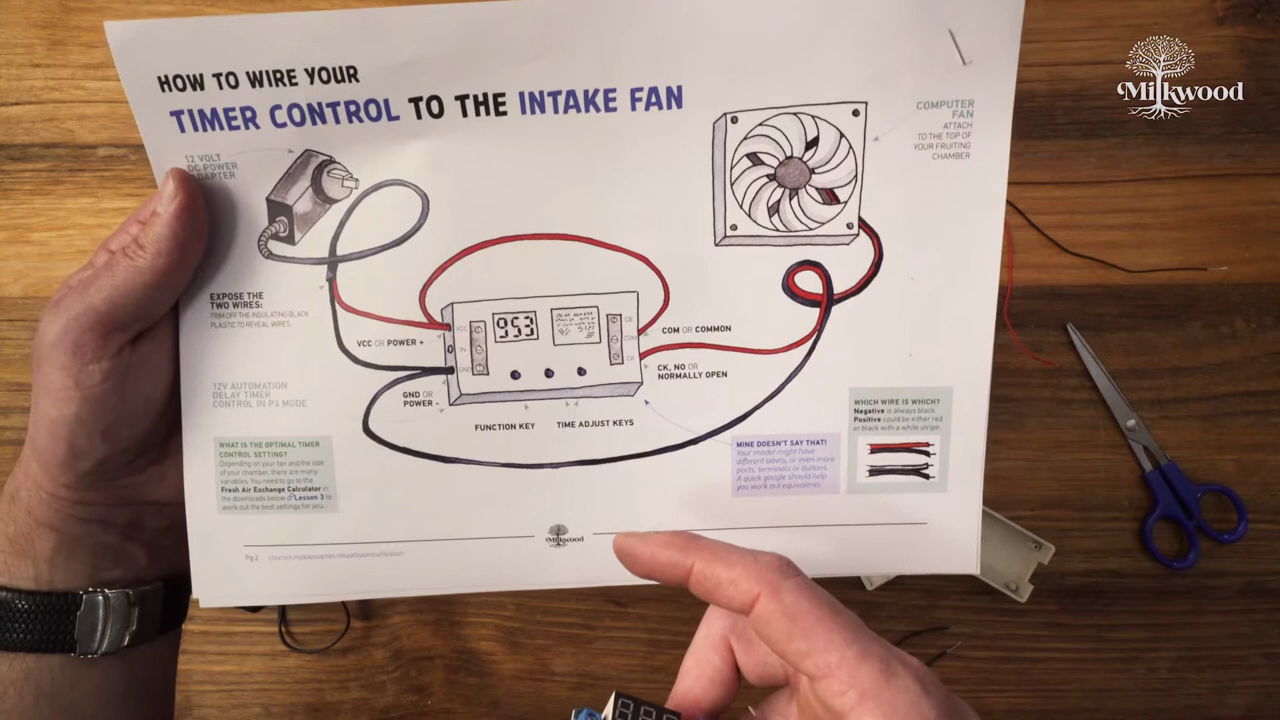 HOW TO WIRE YOUR
TIMER CONTROL TO THE INTAKE FAN
Milkwood
12 VOLT
DC POWER
ADAPTER
COMPUTER
FAN
ATTACH
TO THE TOP OF
YOUR FRUITING
CHAMBER
EXPOSE THE
TWO WIRES:
TRIM OFF THE INSULATING BLACK
PLASTIC TO REVEAL WIRES.
VCC OR POWER +
VCC
IN
GND
953
COM OR COMMON
CK, NO OR
NORMALLY OPEN
GND OR
POWER -
12V AUTOMATION
DELAY TIMER
CONTROL IN P3 MODE
FUNCTION KEY
TIME ADJUST KEYS
WHAT IS THE OPTIMAL TIMER
CONTROL SETTING?
Depending on your fan and the size
of your chamber, there are many
variables. You need to go to the
Fresh Air Exchange Calculator in
the downloads below Lesson 3 to
work out the best settings for you.
MINE DOESN'T SAY THAT!
Your model might have
different labels, or even more
ports, terminals or buttons.
A quick google should help
you work out equivalents.
WHICH WIRE IS WHICH?
Negative is always black
Positive could be either red
or black with a white stripe.
Milkwood
Pg 2